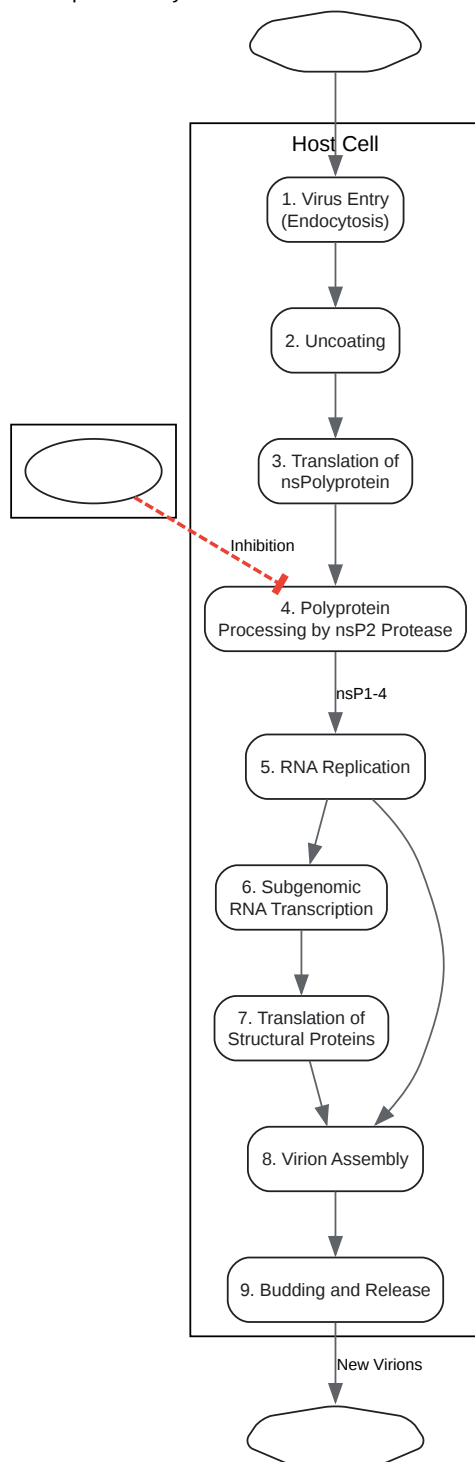 Host Cell
1. Virus Entry
(Endocytosis)
2. Uncoating
3. Translation of
nsPolyprotein
Inhibition
4. Polyprotein
Processing by nsP2 Protease
nsP1-4
5. RNA Replication
6. Subgenomic
RNA Transcription
7. Translation of
Structural Proteins
8. Virion Assembly
9. Budding and Release
New Virions